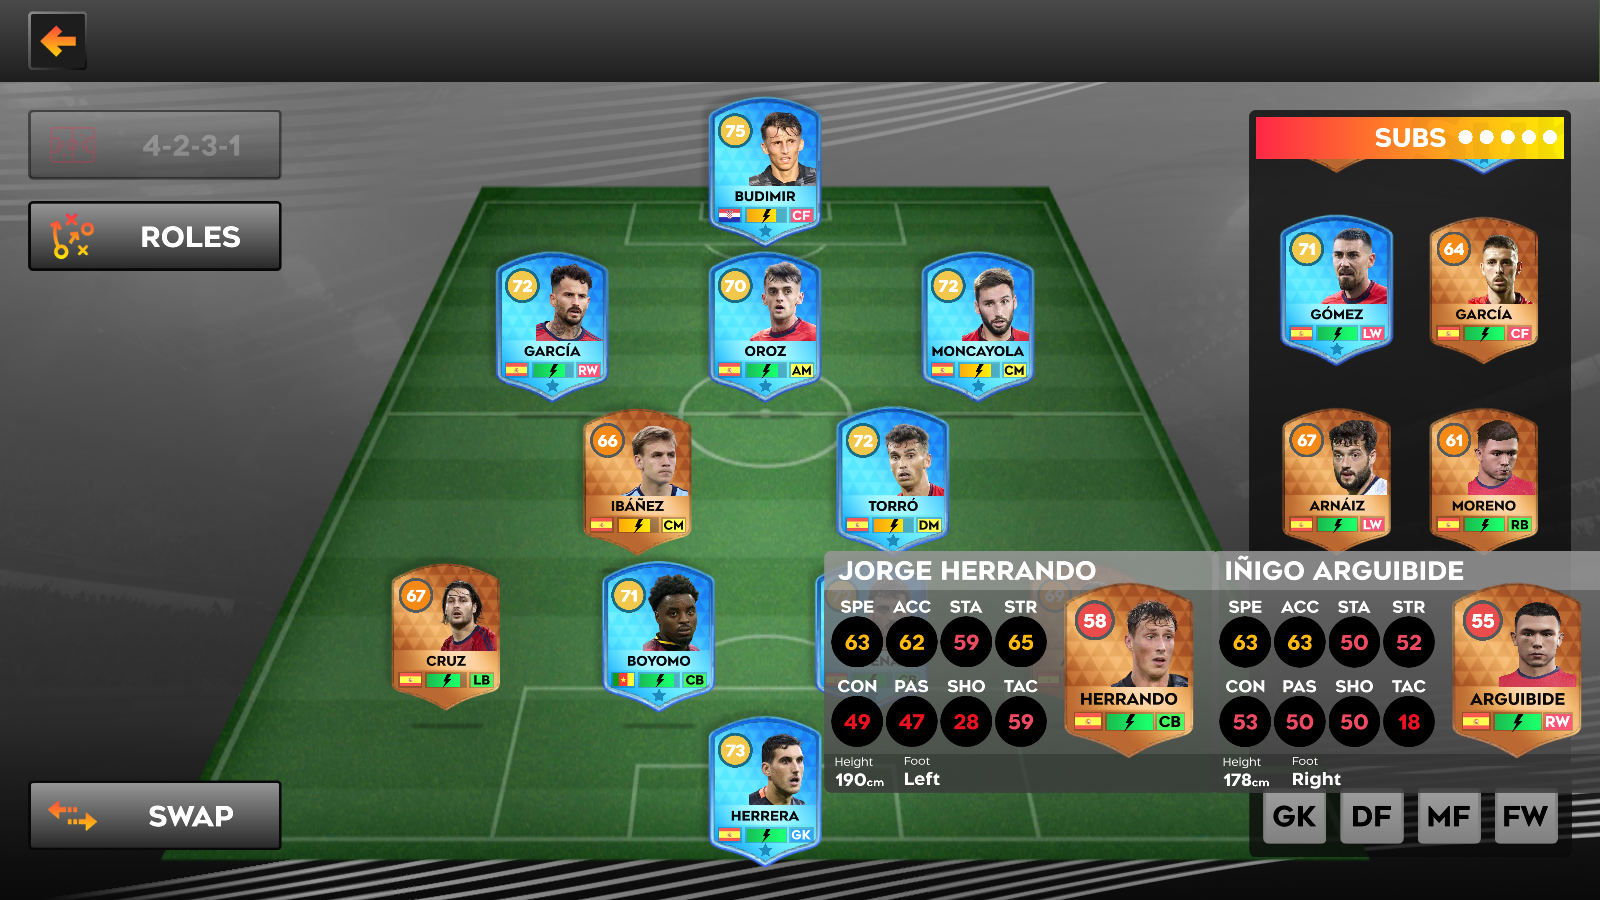 4-2-3-1
ROLES
SWAP
75
BUDIMIR
CF
72
GARCÍA
RW
70
OROZ
AM
72
MONCAYOLA
CM
66
IBÁÑEZ
CM
72
TORRÓ
DM
67
CRUZ
LB
71
BOYOMO
CB
69
73
HERRERA
GK
SUBS
71
GÓMEZ
LW
64
GARCÍA
CF
67
ARNÁIZ
LW
61
MORENO
RB
JORGE HERRANDO
SPE ACC STA STR
63 62 59 65
CON PAS SHO TAC
49 47 28 59
Height Foot
190cm Left
58
HERRANDO
CB
IÑIGO ARGUIBIDE
SPE ACC STA STR
63 63 50 52
CON PAS SHO TAC
53 50 50 18
Height Foot
178cm Right
55
ARGUIBIDE
RW
GK DF MF FW